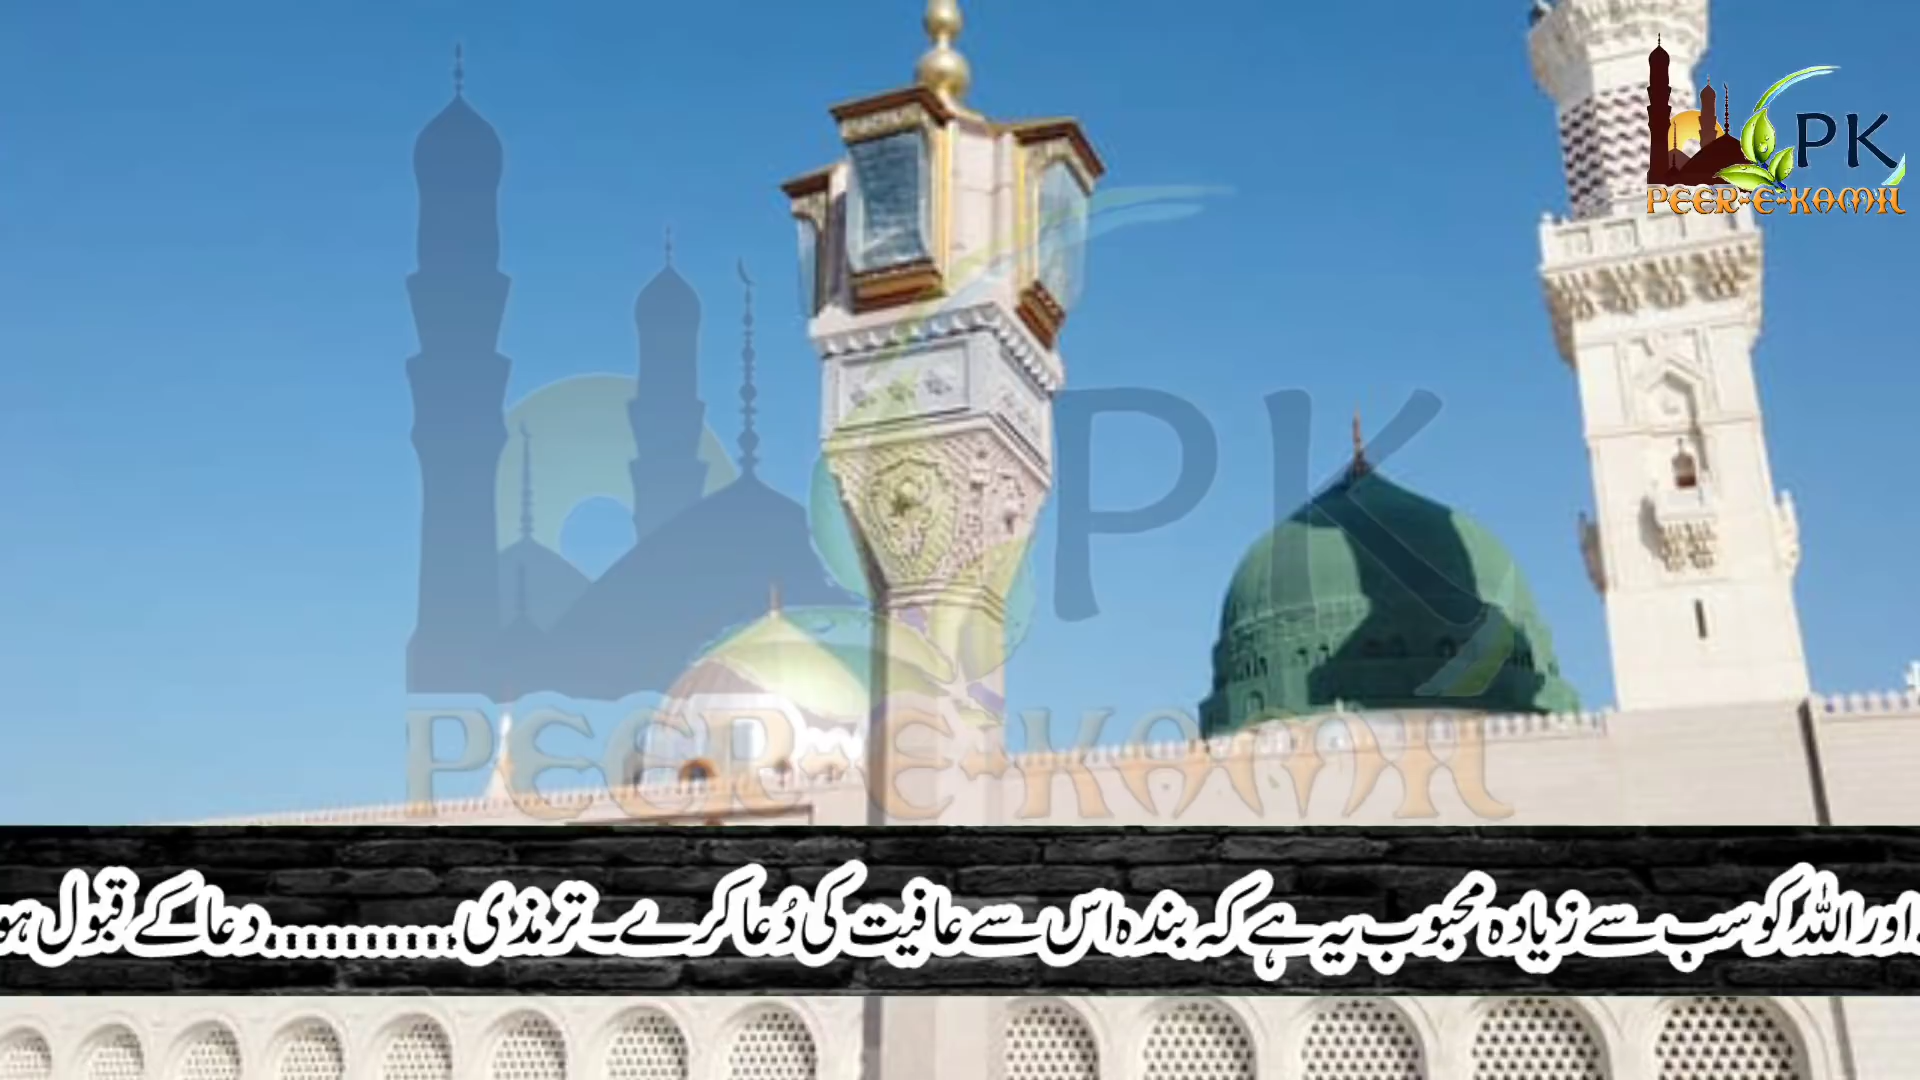 PK
PEER-E-KAMIL
PK
PEER-E-KAMIL
اور اللہ کو سب سے زیادہ محبوب یہ ہے کہ بندہ اس سے عافیت کی دُعا کرے۔ ترمذی..........دعا کے قبول ہو